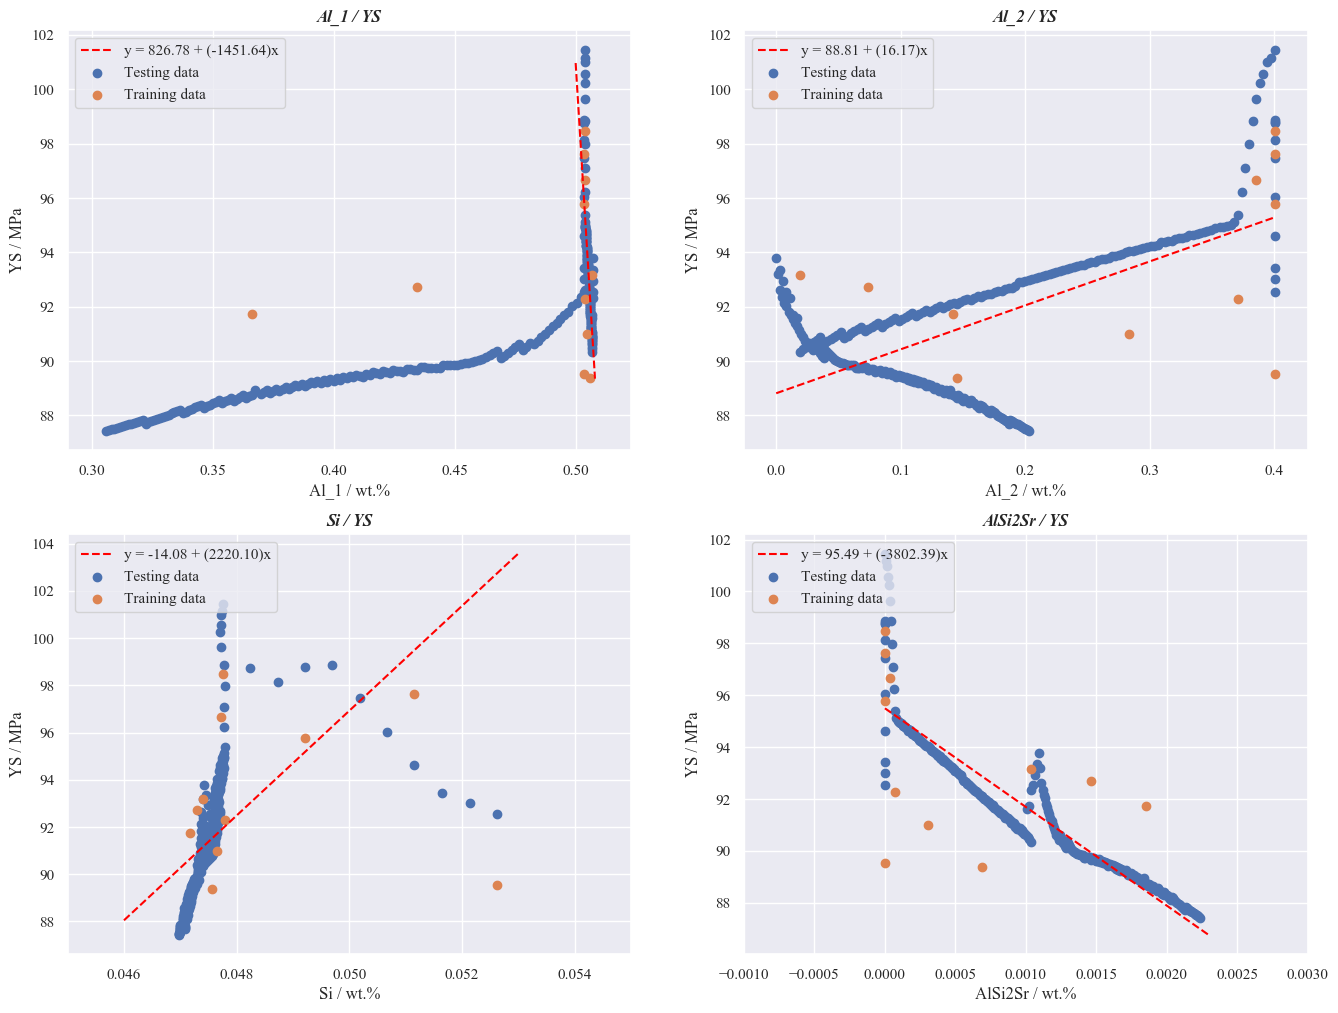 Al_1 / YS
y = 826.78 + (-1451.64)x
Testing data
Training data
102
100
98
96
94
92
90
88
YS / MPa
0.30
0.35
0.40
0.45
0.50
Al_1 / wt.%
Al_2 / YS
y = 88.81 + (16.17)x
Testing data
Training data
102
100
98
96
94
92
90
88
YS / MPa
0.0
0.1
0.2
0.3
0.4
Al_2 / wt.%
Si / YS
y = -14.08 + (2220.10)x
Testing data
Training data
104
102
100
98
96
94
92
90
88
YS / MPa
0.046
0.048
0.050
0.052
0.054
Si / wt.%
AlSi2Sr / YS
y = 95.49 + (-3802.39)x
Testing data
Training data
102
100
98
96
94
92
90
88
YS / MPa
−0.0010
−0.0005
0.0000
0.0005
0.0010
0.0015
0.0020
0.0025
0.0030
AlSi2Sr / wt.%